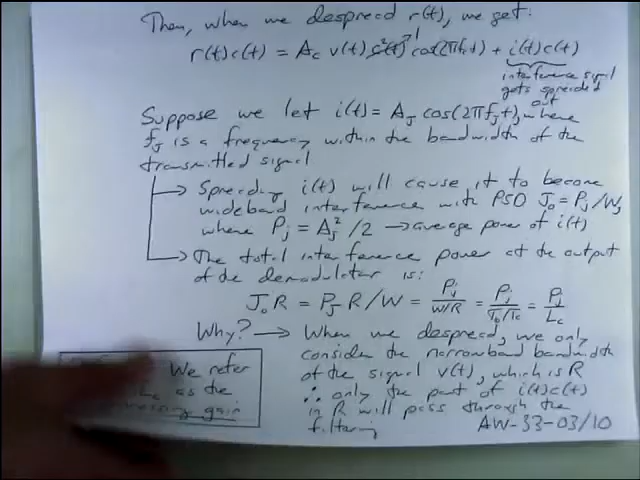 Then, when we despread r(t), we get:
r(t)c(t) = Ac v(t) c²(t) 1 cos(2πfct) + i(t)c(t)
interference signal
gets spreaded
out
Suppose we let i(t) = AJ cos(2πfJt), where
fJ is a frequency within the bandwidth of the
transmitted signal
Spreading i(t) will cause it to become
wideband interference with PSD Jo = Pj/W,
where Pj = AJ²/2 → average power of i(t)
The total interference power at the output
of the demodulator is:
JoR = PJ R/W = Pj/(W/R) = Pj/(Tb/Tc) = Pj/Lc
Why? → When we despread, we only
consider the narrowband bandwidth
of the signal v(t), which is R
∴ only the part of i(t)c(t)
in R will pass through the
filtering
We refer
as the
gain
AW-33-03/10